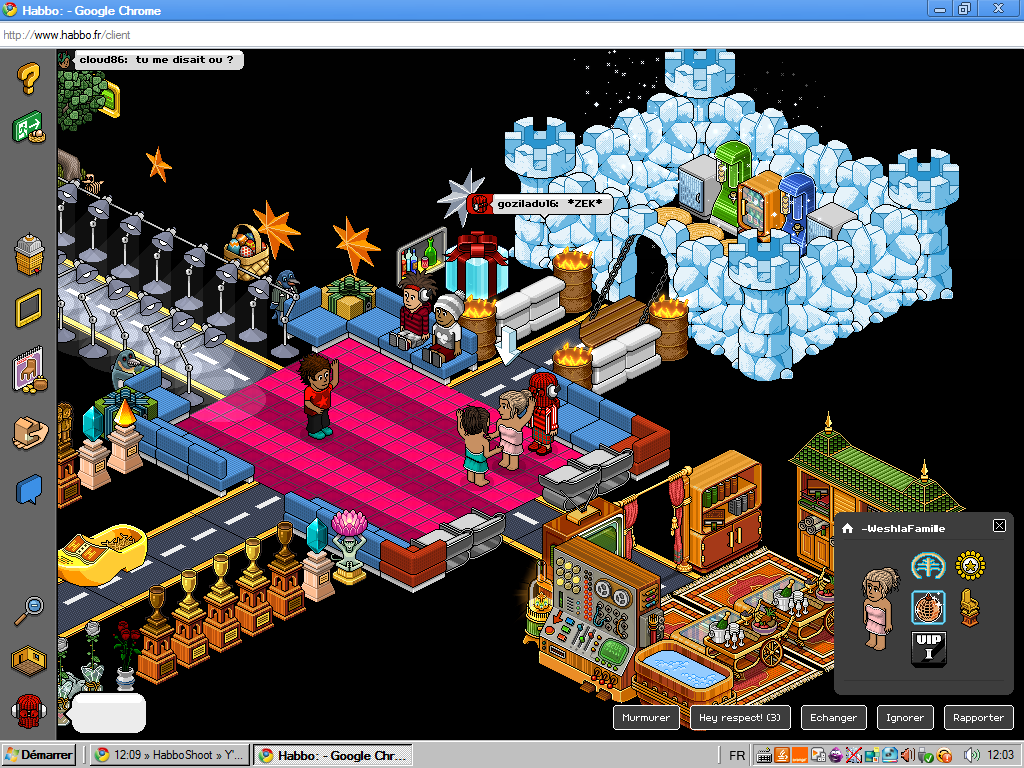 Habbo: - Google Chrome
http://www.habbo.fr/client
cloud86: tu me disait ou ?
goziladu16: *ZEK*
-WeshlaFamille
VIP
I
Murmurer
Hey respect! (3)
Echanger
Ignorer
Rapporter
Démarrer
12:09 » HabboShoot » Y'...
Habbo: - Google Chr...
FR
12:03